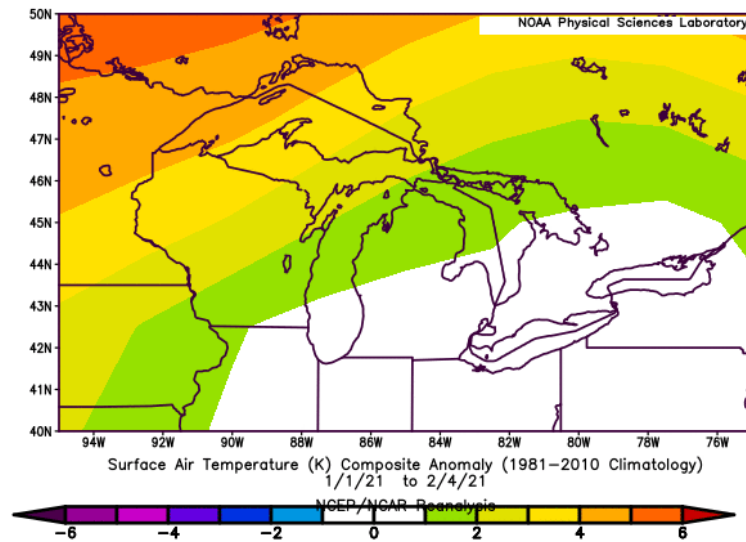 50N
NOAA Physical Sciences Laboratory
49N
48N
47N
46N
45N
44N
43N
42N
41N
40N
94W 92W 90W 88W 86W 84W 82W 80W 78W 76W
Surface Air Temperature (K) Composite Anomaly (1981-2010 Climatology)
1/1/21 to 2/4/21
NCEP/NCAR Reanalysis
-6 -4 -2 0 2 4 6